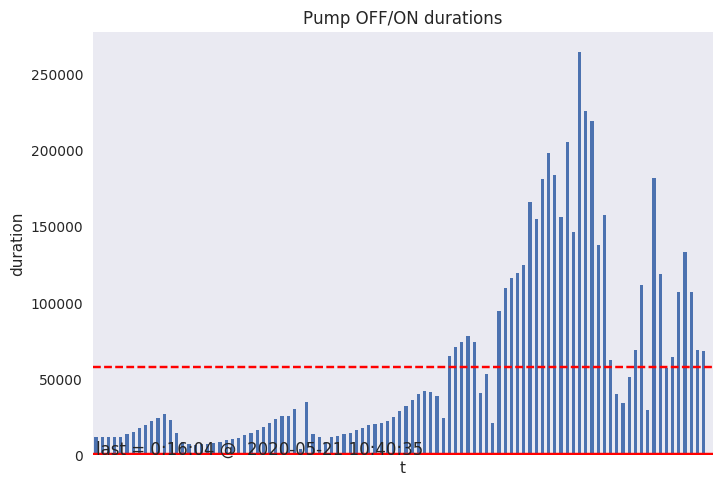 Pump OFF/ON durations
250000
200000
150000
100000
50000
0
duration
last = 0:16:04 @ 2020-05-21 10:40:35
t